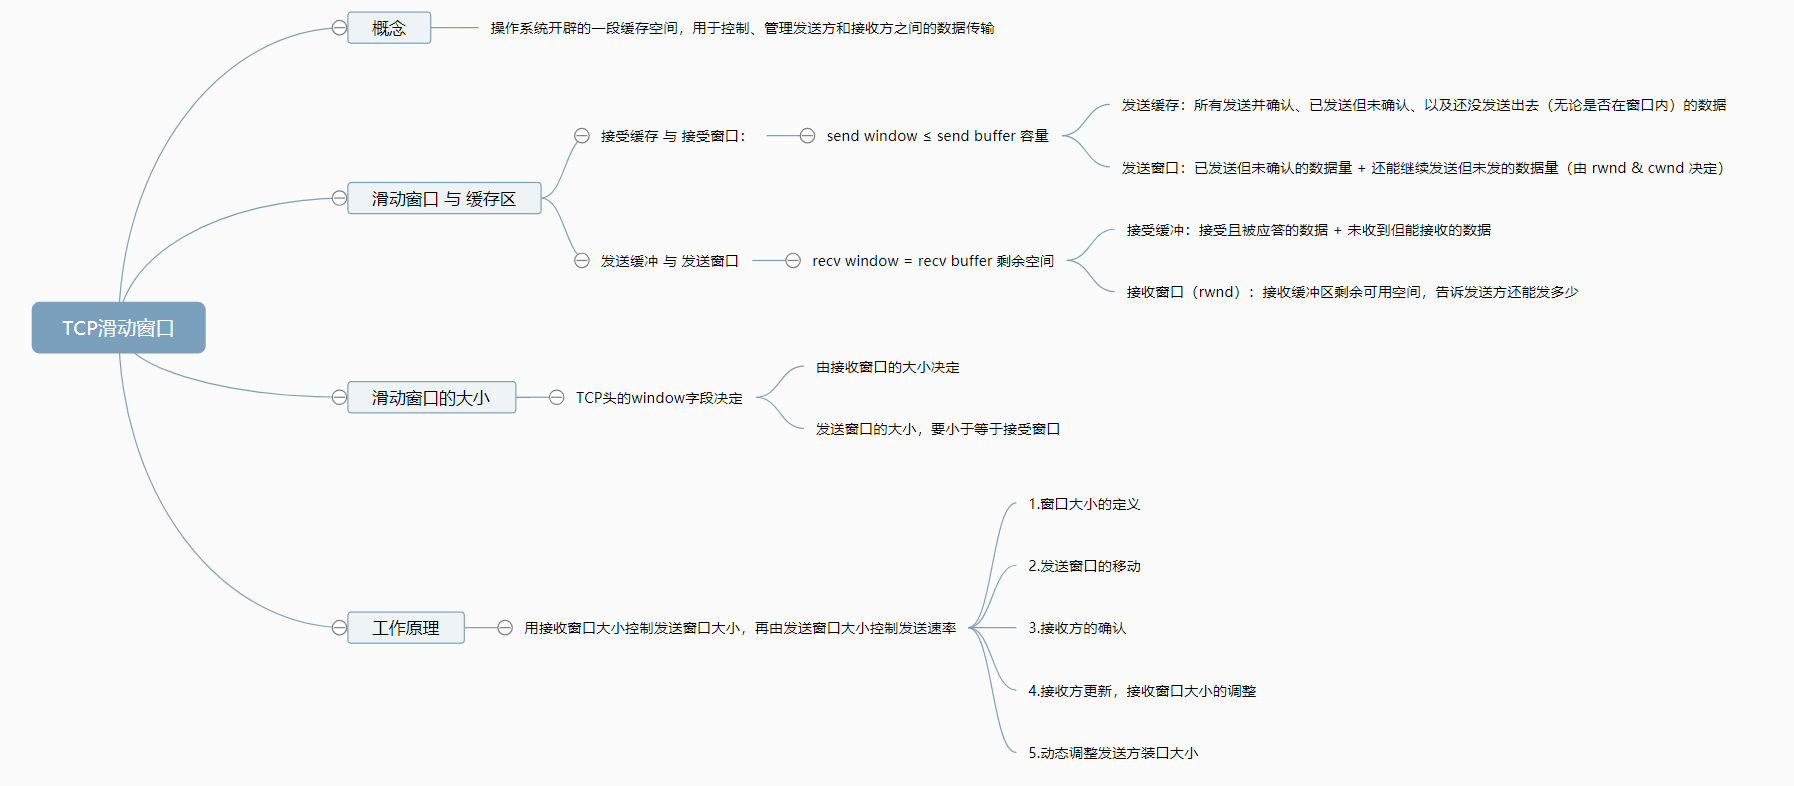 TCP滑动窗口
概念
操作系统开辟的一段缓存空间，用于控制、管理发送方和接收方之间的数据传输
滑动窗口 与 缓存区
接受缓存 与 接受窗口：
send window ≤ send buffer 容量
发送缓存：所有发送并确认、已发送但未确认、以及还没发送出去（无论是否在窗口内）的数据
发送窗口：已发送但未确认的数据量 + 还能继续发送但未发的数据量（由 rwnd & cwnd 决定）
发送缓冲 与 发送窗口
recv window = recv buffer 剩余空间
接受缓冲：接受且被应答的数据 + 未收到但能接收的数据
接收窗口（rwnd）：接收缓冲区剩余可用空间，告诉发送方还能发多少
滑动窗口的大小
TCP头的window字段决定
由接收窗口的大小决定
发送窗口的大小，要小于等于接受窗口
工作原理
用接收窗口大小控制发送窗口大小，再由发送窗口大小控制发送速率
1.窗口大小的定义
2.发送窗口的移动
3.接收方的确认
4.接收方更新，接收窗口大小的调整
5.动态调整发送方装口大小